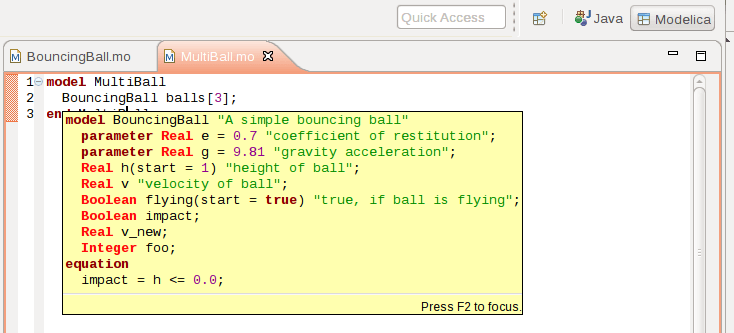 Quick Access
Java
Modelica
BouncingBall.mo
MultiBall.mo
1 model MultiBall
2 BouncingBall balls[3];
3 en
model BouncingBall "A simple bouncing ball"
parameter Real e = 0.7 "coefficient of restitution";
parameter Real g = 9.81 "gravity acceleration";
Real h(start = 1) "height of ball";
Real v "velocity of ball";
Boolean flying(start = true) "true, if ball is flying";
Boolean impact;
Real v_new;
Integer foo;
equation
impact = h <= 0.0;
Press F2 to focus.